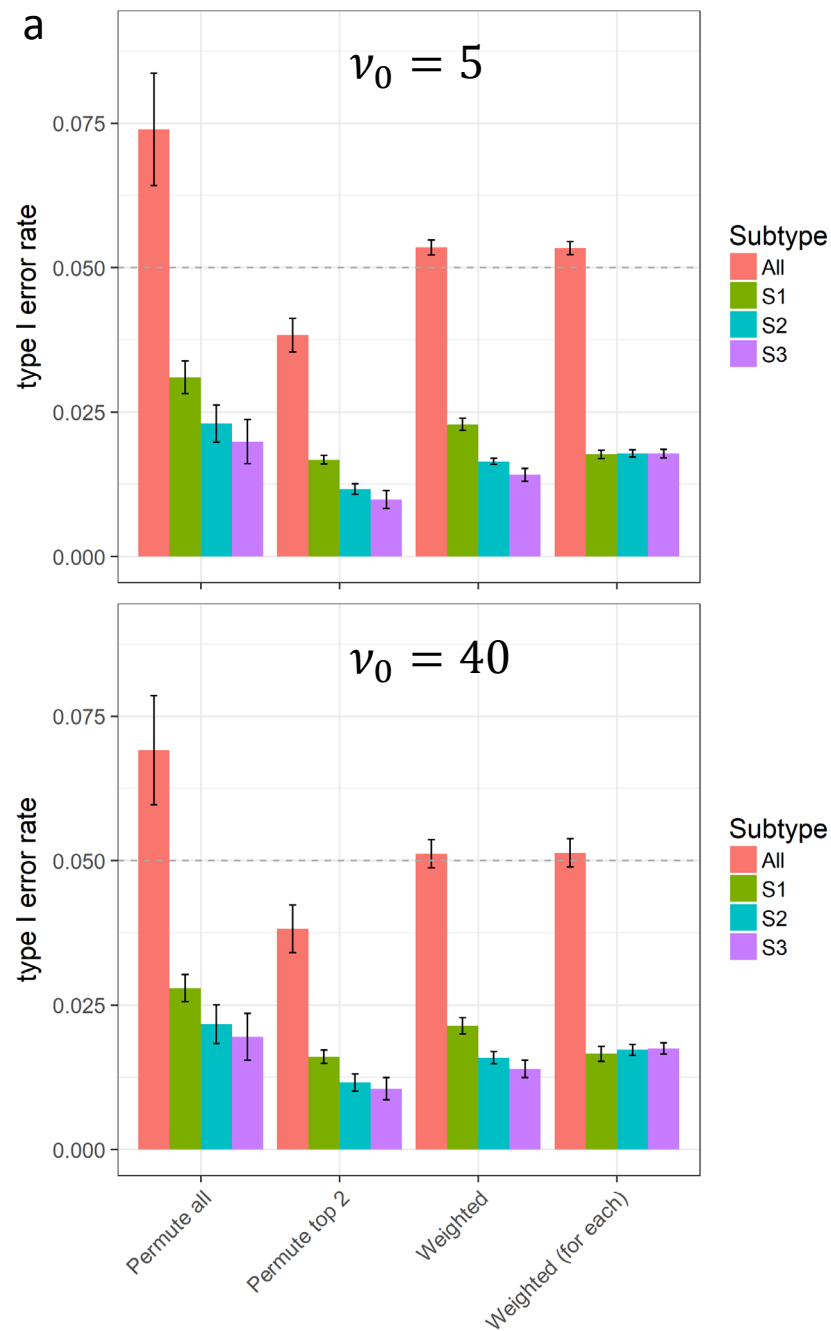 a
ν₀ = 5
type I error rate
0.075
0.050
0.025
0.000
Subtype
All
S1
S2
S3
ν₀ = 40
type I error rate
0.075
0.050
0.025
0.000
Subtype
All
S1
S2
S3
Permute all
Permute top 2
Weighted
Weighted (for each)